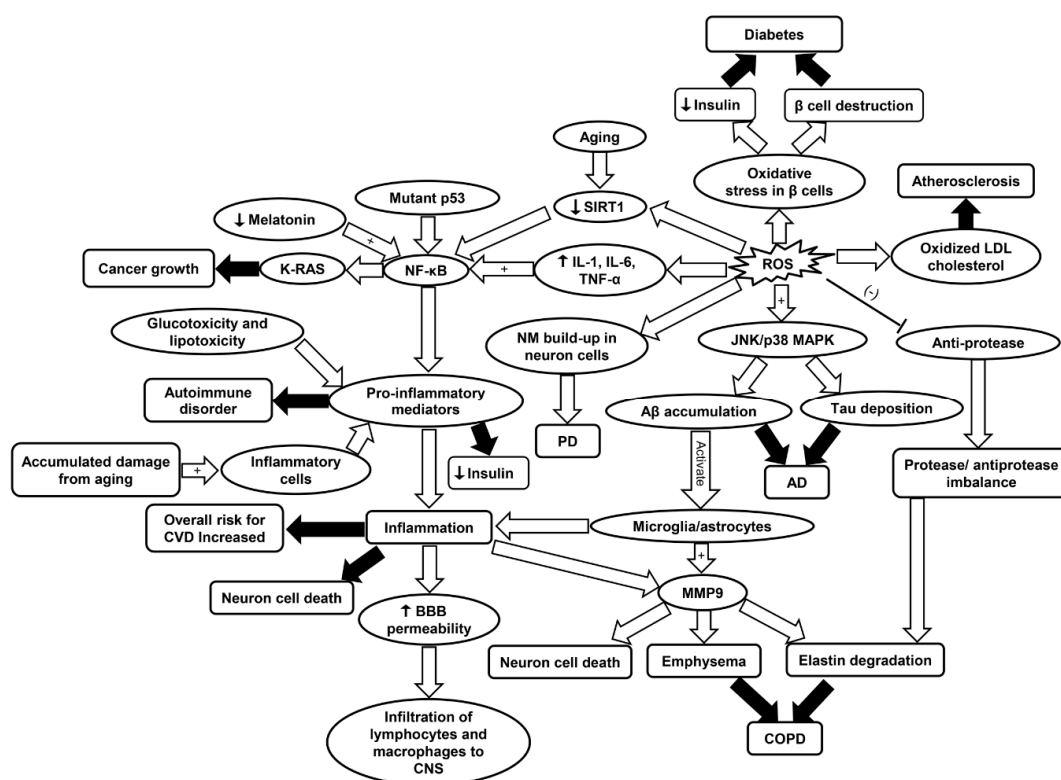 Diabetes
↓ Insulin
β cell destruction
Aging
Oxidative
stress in β cells
Atherosclerosis
Mutant p53
↓ SIRT1
↓ Melatonin
+
Oxidized LDL
cholesterol
Cancer growth
K-RAS
NF-κB
+
↑ IL-1, IL-6,
TNF-α
ROS
+
(-)
Glucotoxicity and
lipotoxicity
NM build-up in
neuron cells
JNK/p38 MAPK
Anti-protease
Autoimmune
disorder
Pro-inflammatory
mediators
Aβ accumulation
Tau deposition
PD
Activate
Accumulated damage
from aging
+
Inflammatory
cells
↓ Insulin
AD
Protease/ antiprotease
imbalance
Overall risk for
CVD Increased
Inflammation
Microglia/astrocytes
+
Neuron cell death
↑ BBB
permeability
MMP9
Neuron cell death
Emphysema
Elastin degradation
Infiltration of
lymphocytes and
macrophages to
CNS
COPD